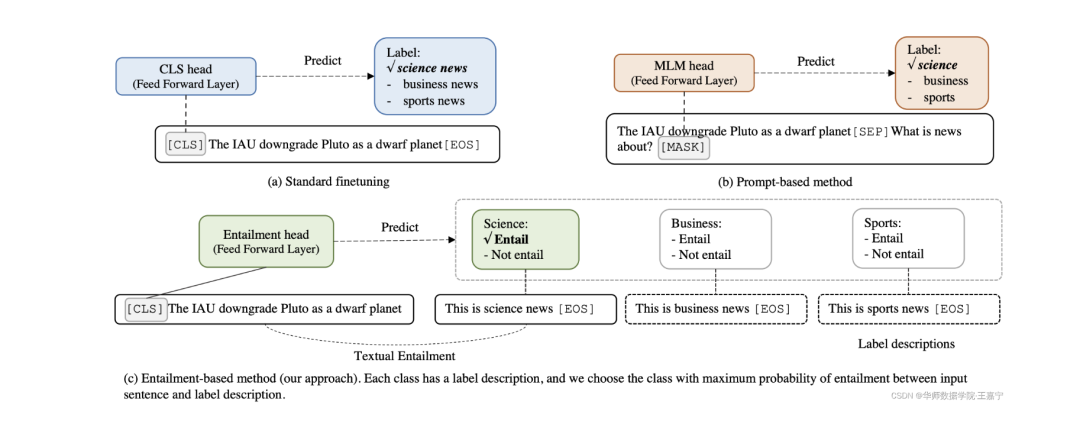 CLS head
(Feed Forward Layer)
Predict
Label:
√ science news
- business news
- sports news
[CLS] The IAU downgrade Pluto as a dwarf planet [EOS]
(a) Standard finetuning
MLM head
(Feed Forward Layer)
Predict
Label:
√ science
- business
- sports
The IAU downgrade Pluto as a dwarf planet [SEP] What is news
about? [MASK]
(b) Prompt-based method
Entailment head
(Feed Forward Layer)
Predict
Science:
√ Entail
- Not entail
Business:
- Entail
- Not entail
Sports:
- Entail
- Not entail
[CLS] The IAU downgrade Pluto as a dwarf planet
This is science news [EOS]
This is business news [EOS]
This is sports news [EOS]
Textual Entailment
Label descriptions
(c) Entailment-based method (our approach). Each class has a label description, and we choose the class with maximum probability of entailment between input
sentence and label description.
CSDN @华师数据学院·王嘉宁